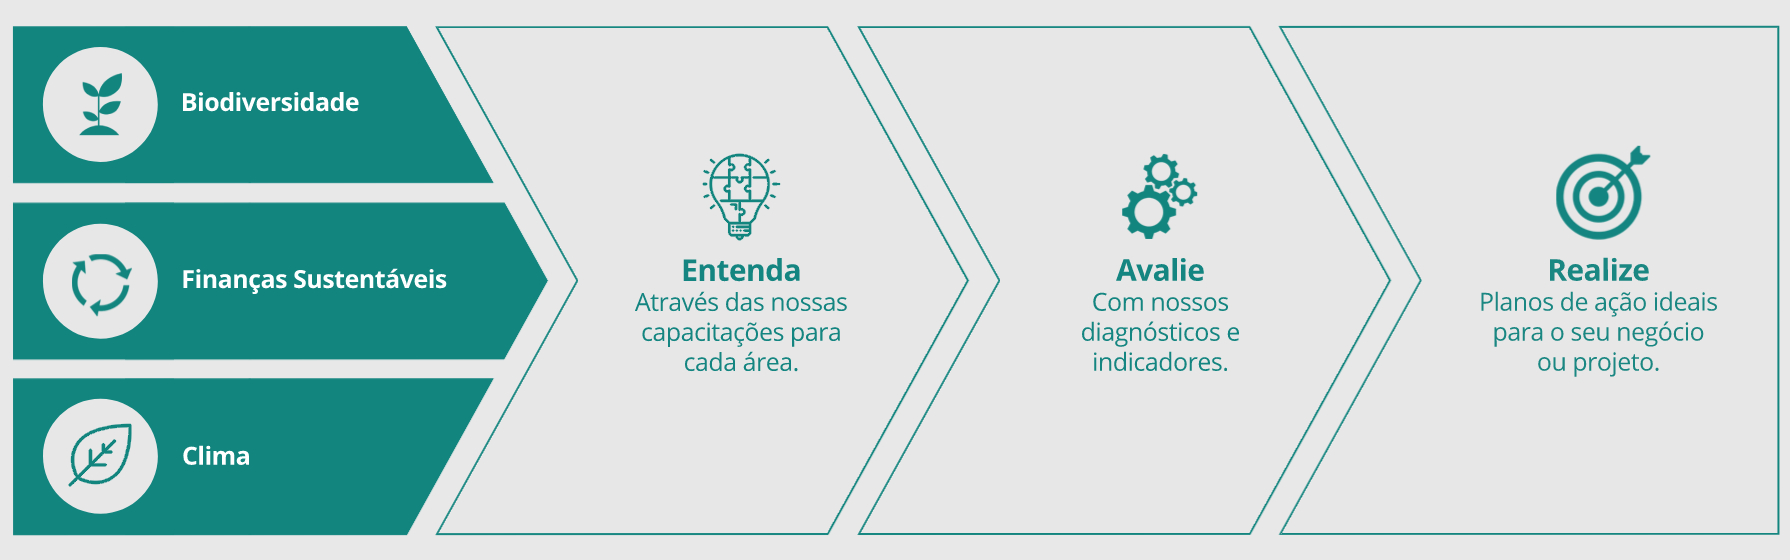 Biodiversidade
Finanças Sustentáveis
Clima
Entenda
Através das nossas
capacitações para
cada área.
Avalie
Com nossos
diagnósticos e
indicadores.
Realize
Planos de ação ideais
para o seu negócio
ou projeto.